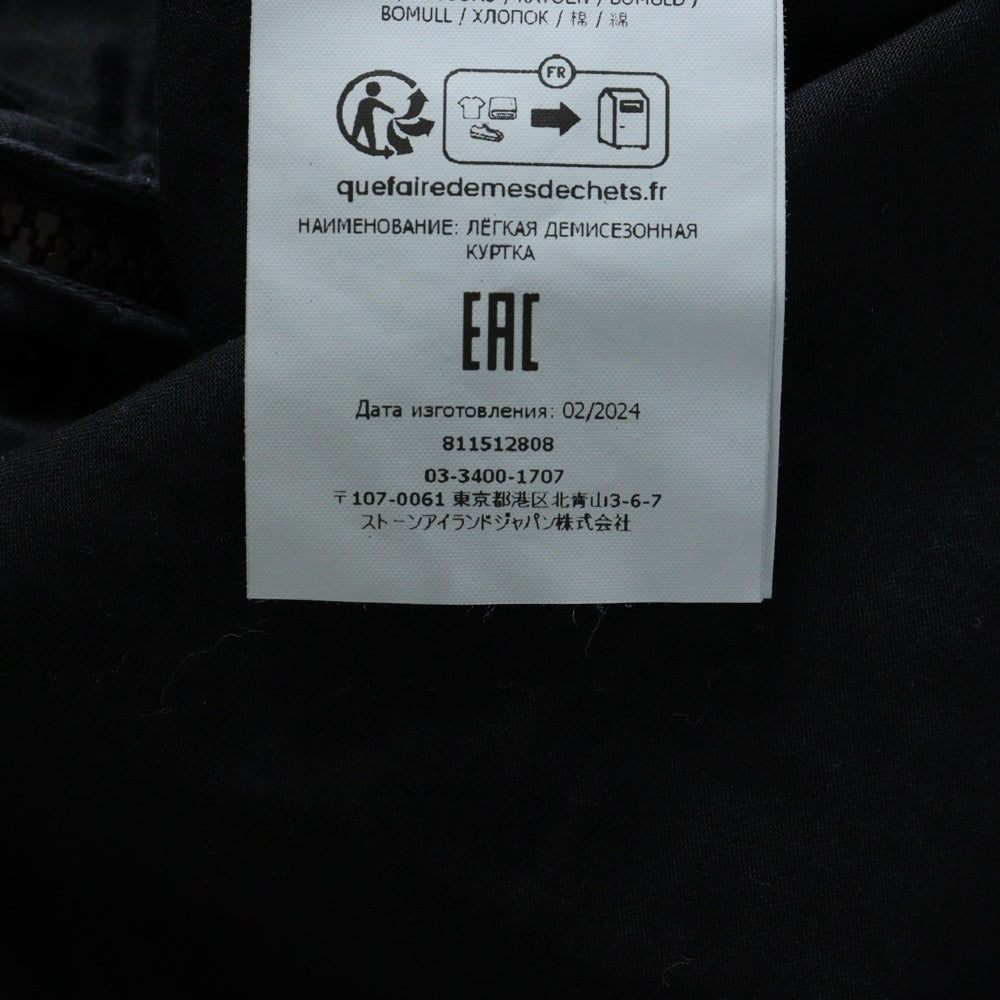 BOMULL / ХЛОПОК / 棉 / 綿
FR
quefairedemesdechets.fr
НАИМЕНОВАНИЕ: ЛЁГКАЯ ДЕМИСЕЗОННАЯ
КУРТКА
EAC
Дата изготовления: 02/2024
811512808
03-3400-1707
〒107-0061 東京都港区北青山3-6-7
ストーンアイランドジャパン株式会社